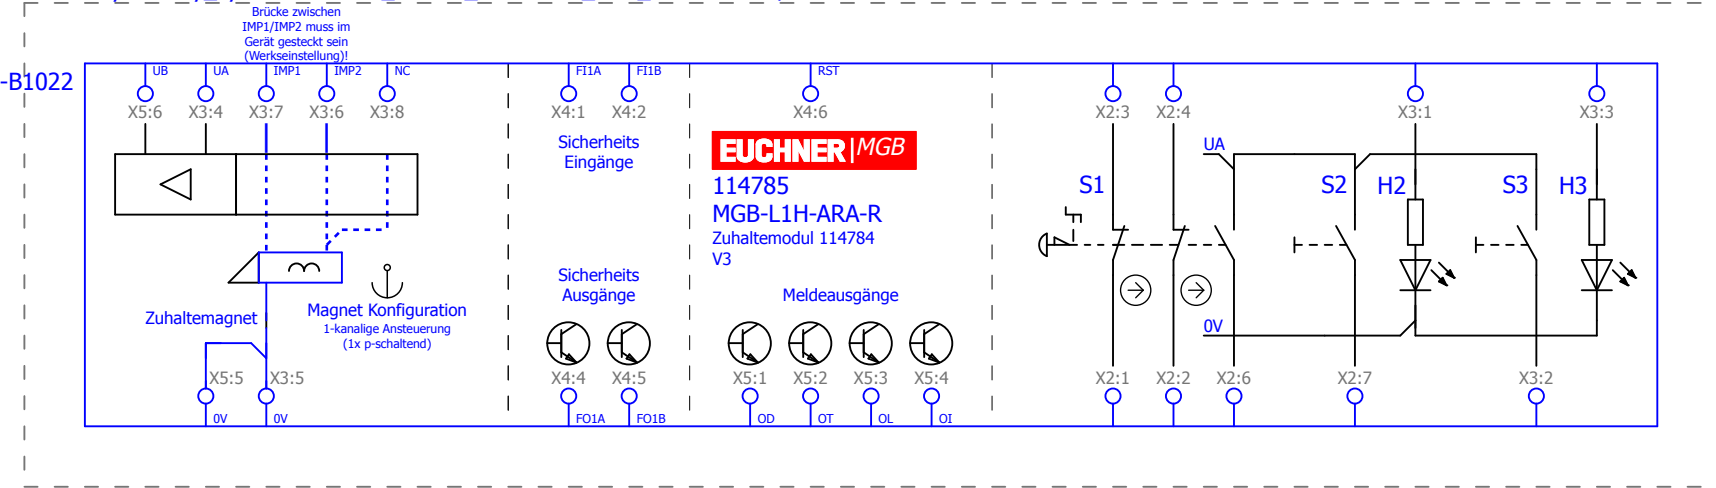 Brücke zwischen
IMP1/IMP2 muss im
Gerät gesteckt sein
(Werkseinstellung)!
-B1022
UB UA IMP1 IMP2 NC FI1A FI1B RST
X5:6 X3:4 X3:7 X3:6 X3:8 X4:1 X4:2 X4:6 X2:3 X2:4 X3:1 X3:3
Sicherheits
Eingänge
EUCHNER|MGB
114785
MGB-L1H-ARA-R
Zuhaltemodul 114784
V3
UA
S1 S2 H2 S3 H3
Sicherheits
Ausgänge
Meldeausgänge
Zuhaltemagnet
Magnet Konfiguration
1-kanalige Ansteuerung
(1x p-schaltend)
0V
X5:5 X3:5 X4:4 X4:5 X5:1 X5:2 X5:3 X5:4 X2:1 X2:2 X2:6 X2:7 X3:2
0V 0V FO1A FO1B OD OT OL OI